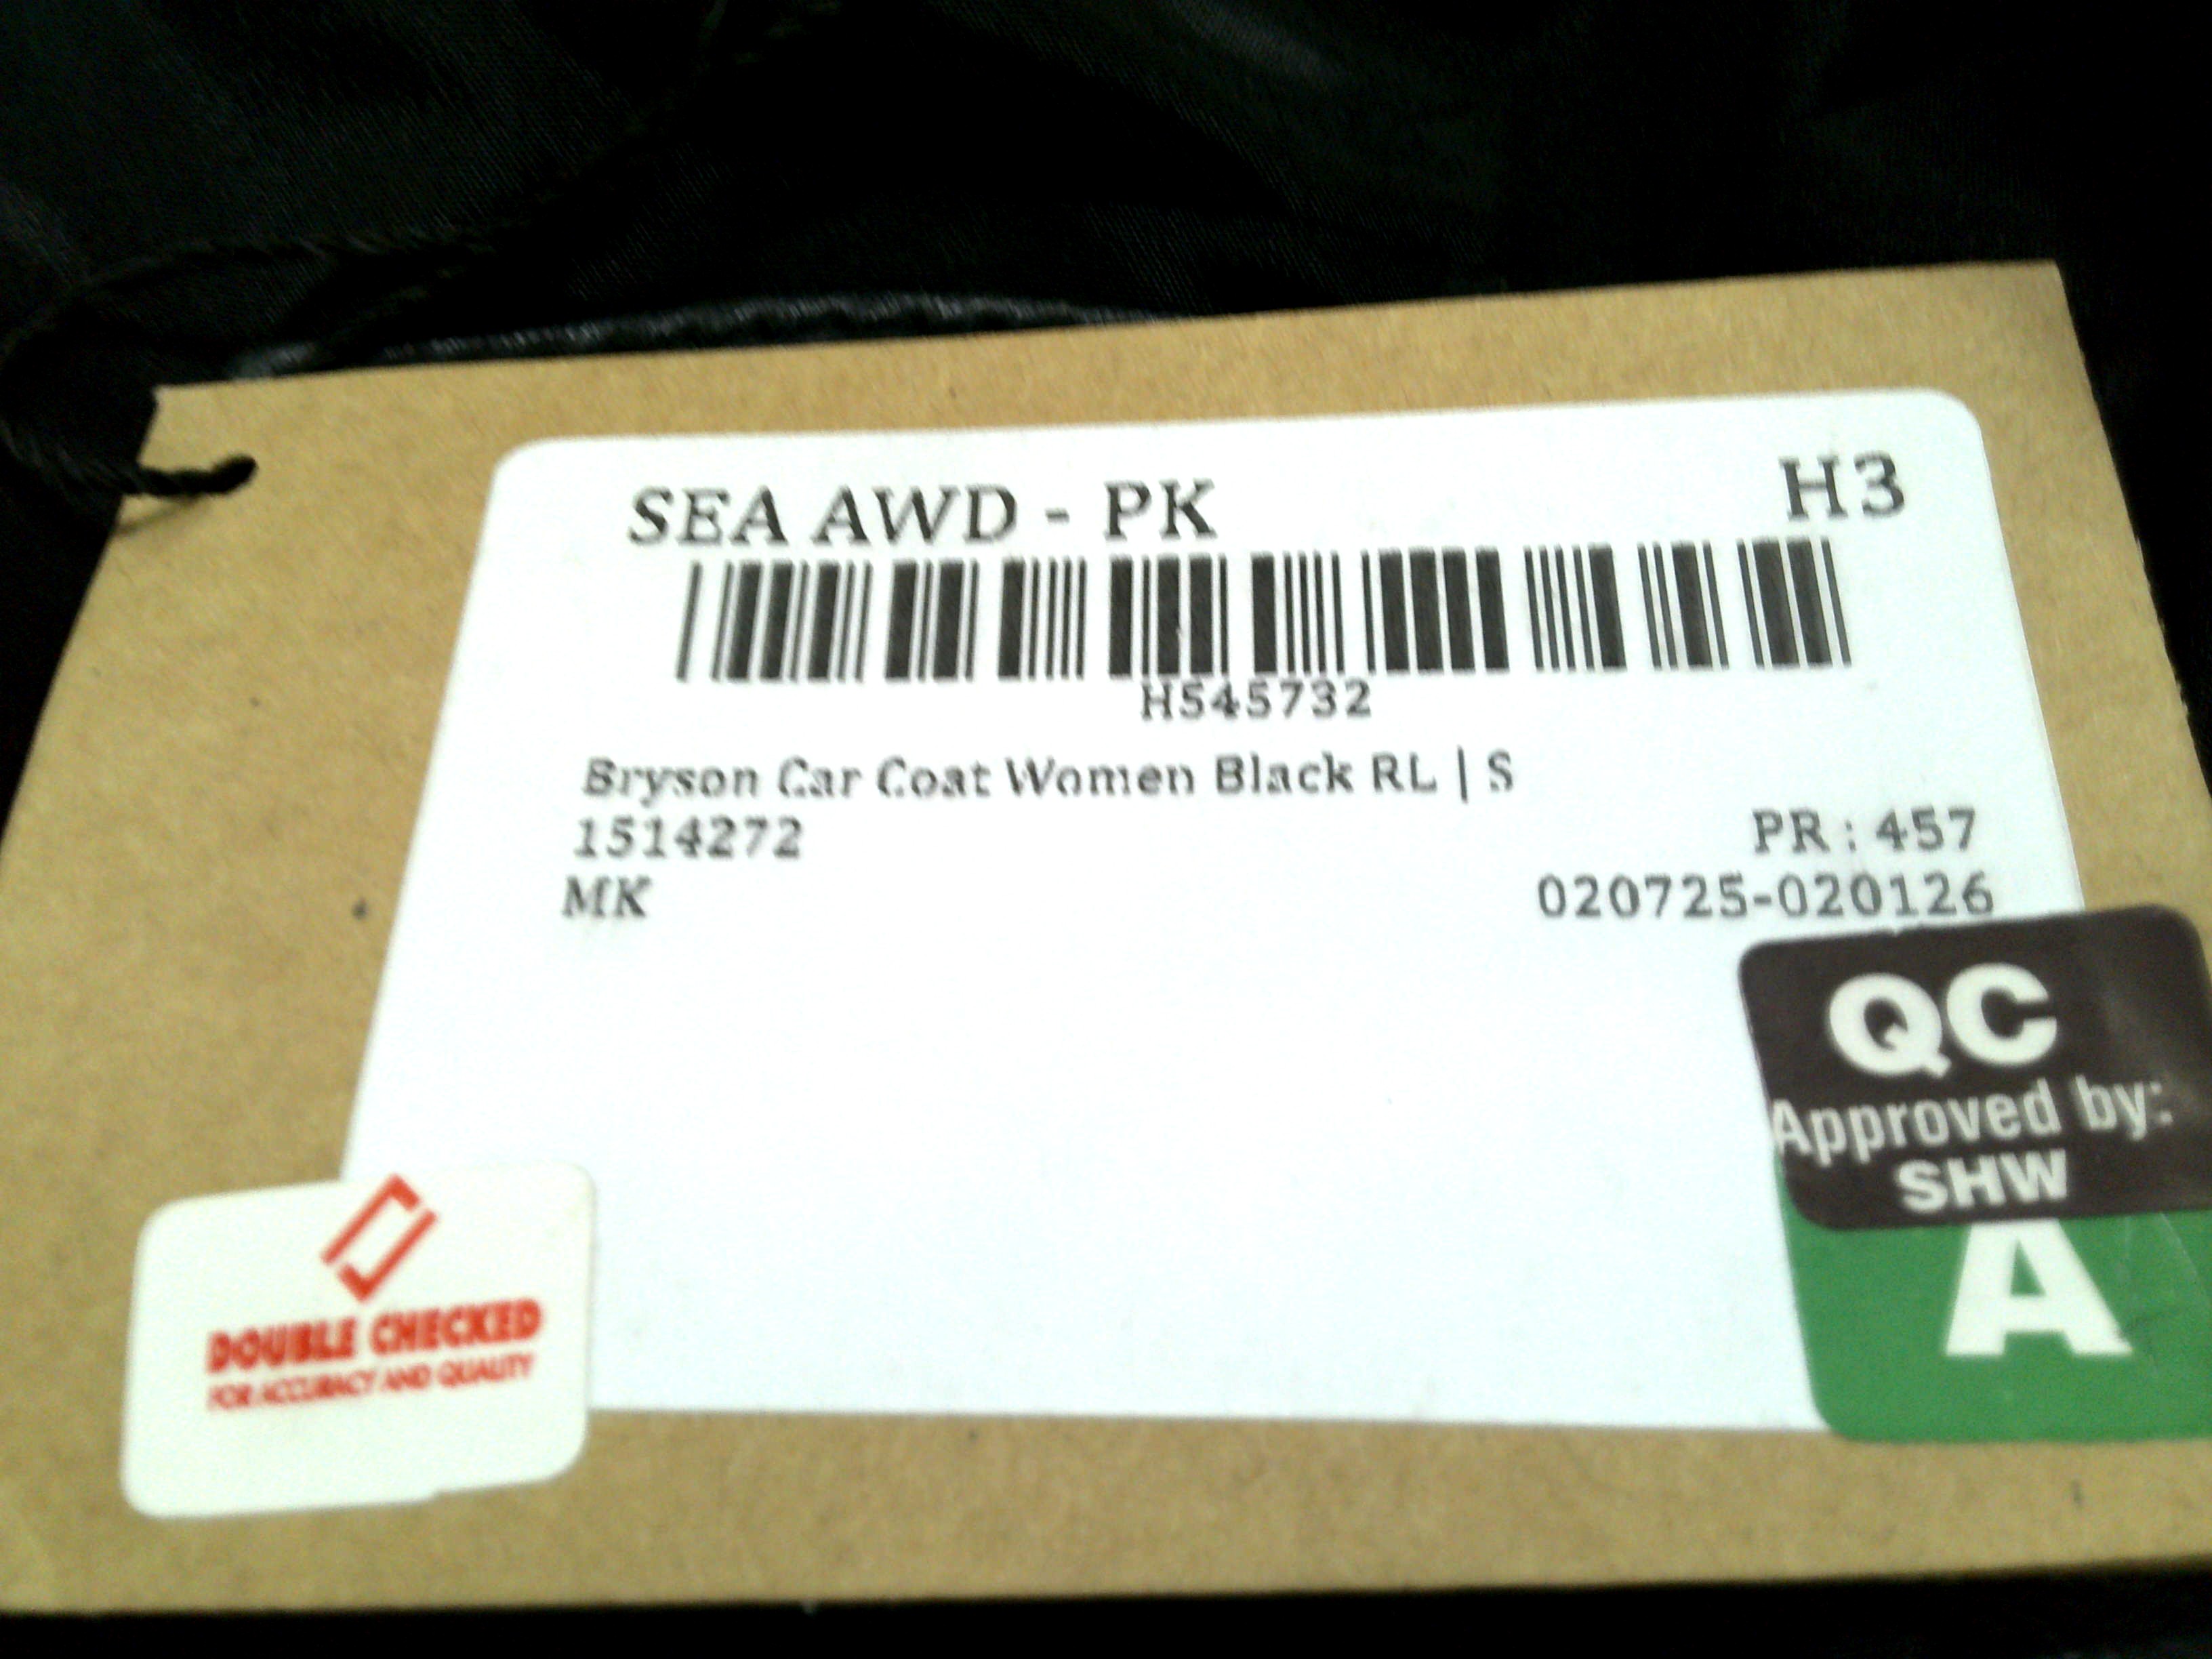 SEA AWD - PK
H3
H545732
Bryson Car Coat Women Black RL | S
1514272
PR : 457
MK
020725-020126
QC
Approved by:
SHW
A
DOUBLE CHECKED
FOR ACCURACY AND QUALITY